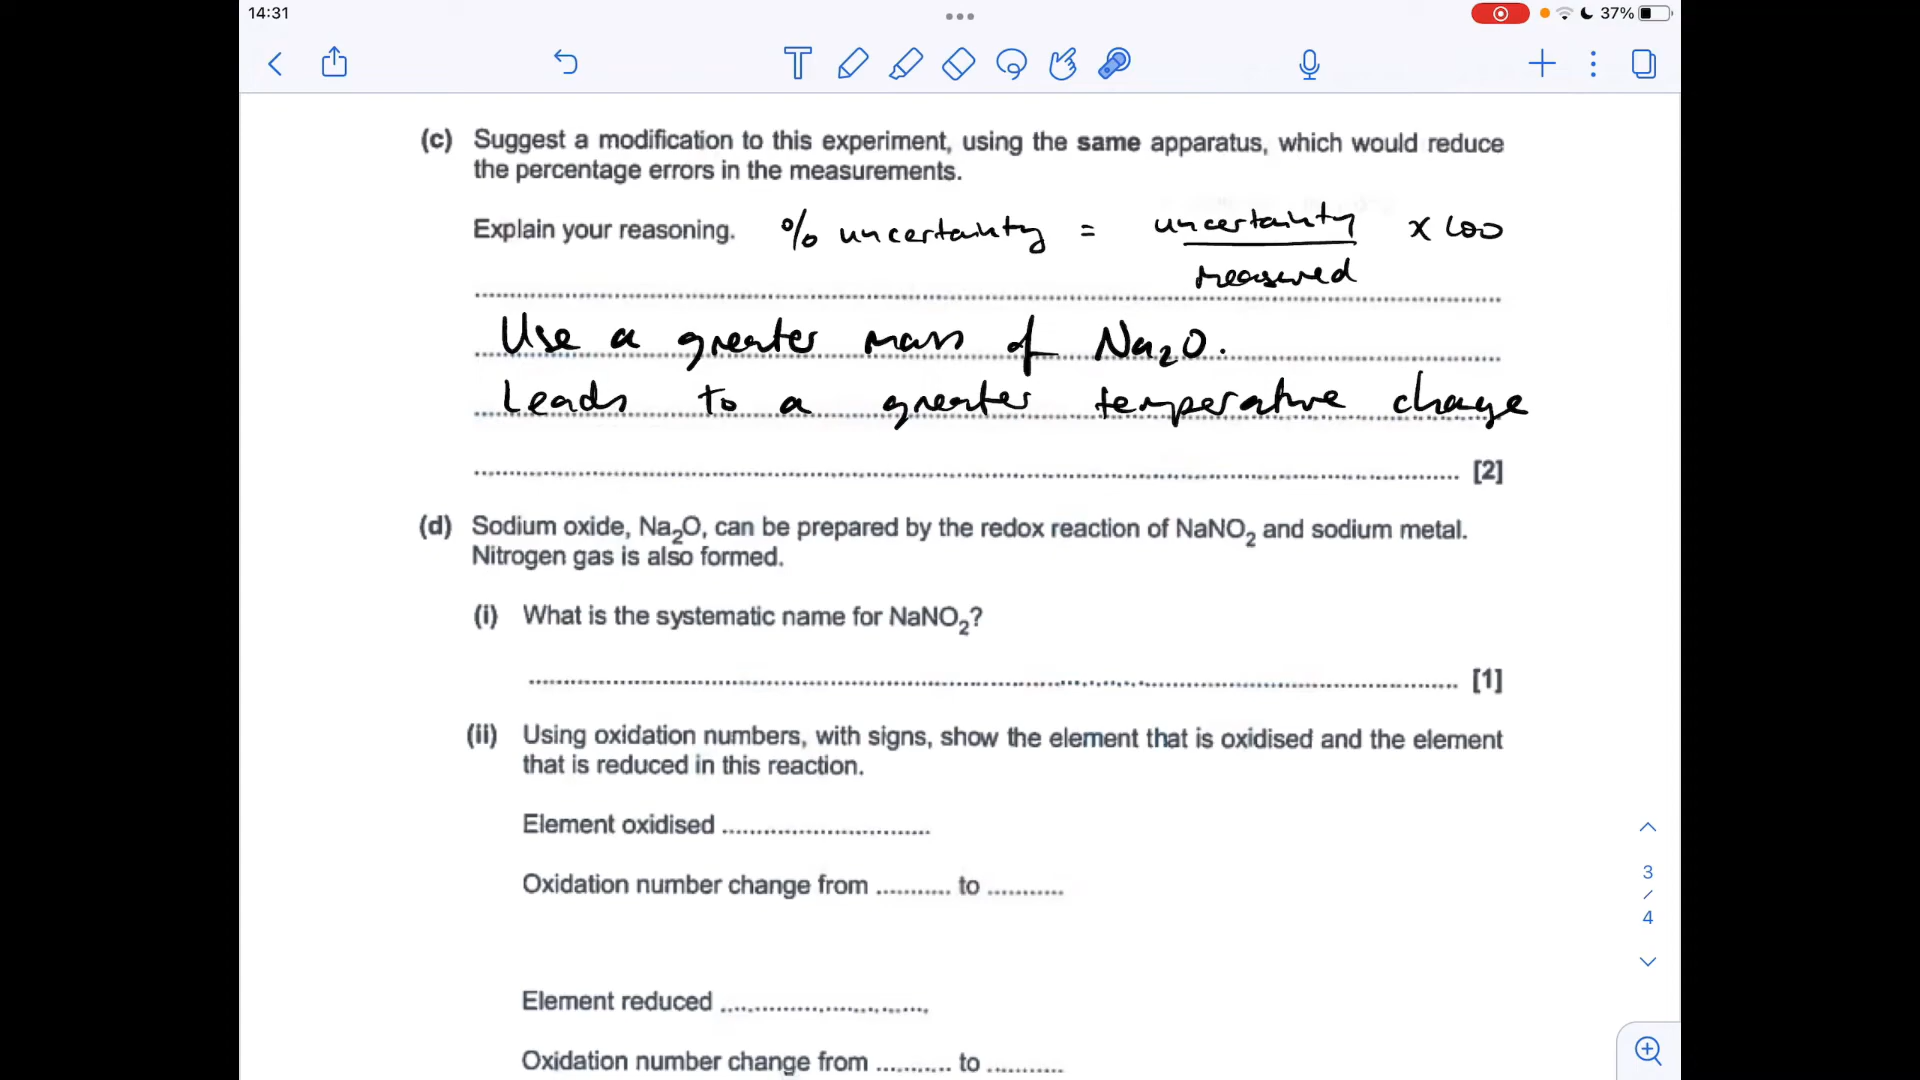 14:31
37%
(c) Suggest a modification to this experiment, using the same apparatus, which would reduce
the percentage errors in the measurements.
Explain your reasoning. % uncertainty = uncertainty x 100
measured
Use a greater mass of Na₂O.
Leads to a greater temperature change
[2]
(d) Sodium oxide, Na₂O, can be prepared by the redox reaction of NaNO₂ and sodium metal.
Nitrogen gas is also formed.
(i) What is the systematic name for NaNO₂?
[1]
(ii) Using oxidation numbers, with signs, show the element that is oxidised and the element
that is reduced in this reaction.
Element oxidised ..............................
Oxidation number change from ........... to ...........
3
/
4
Element reduced ..............................
Oxidation number change from ........... to ...........